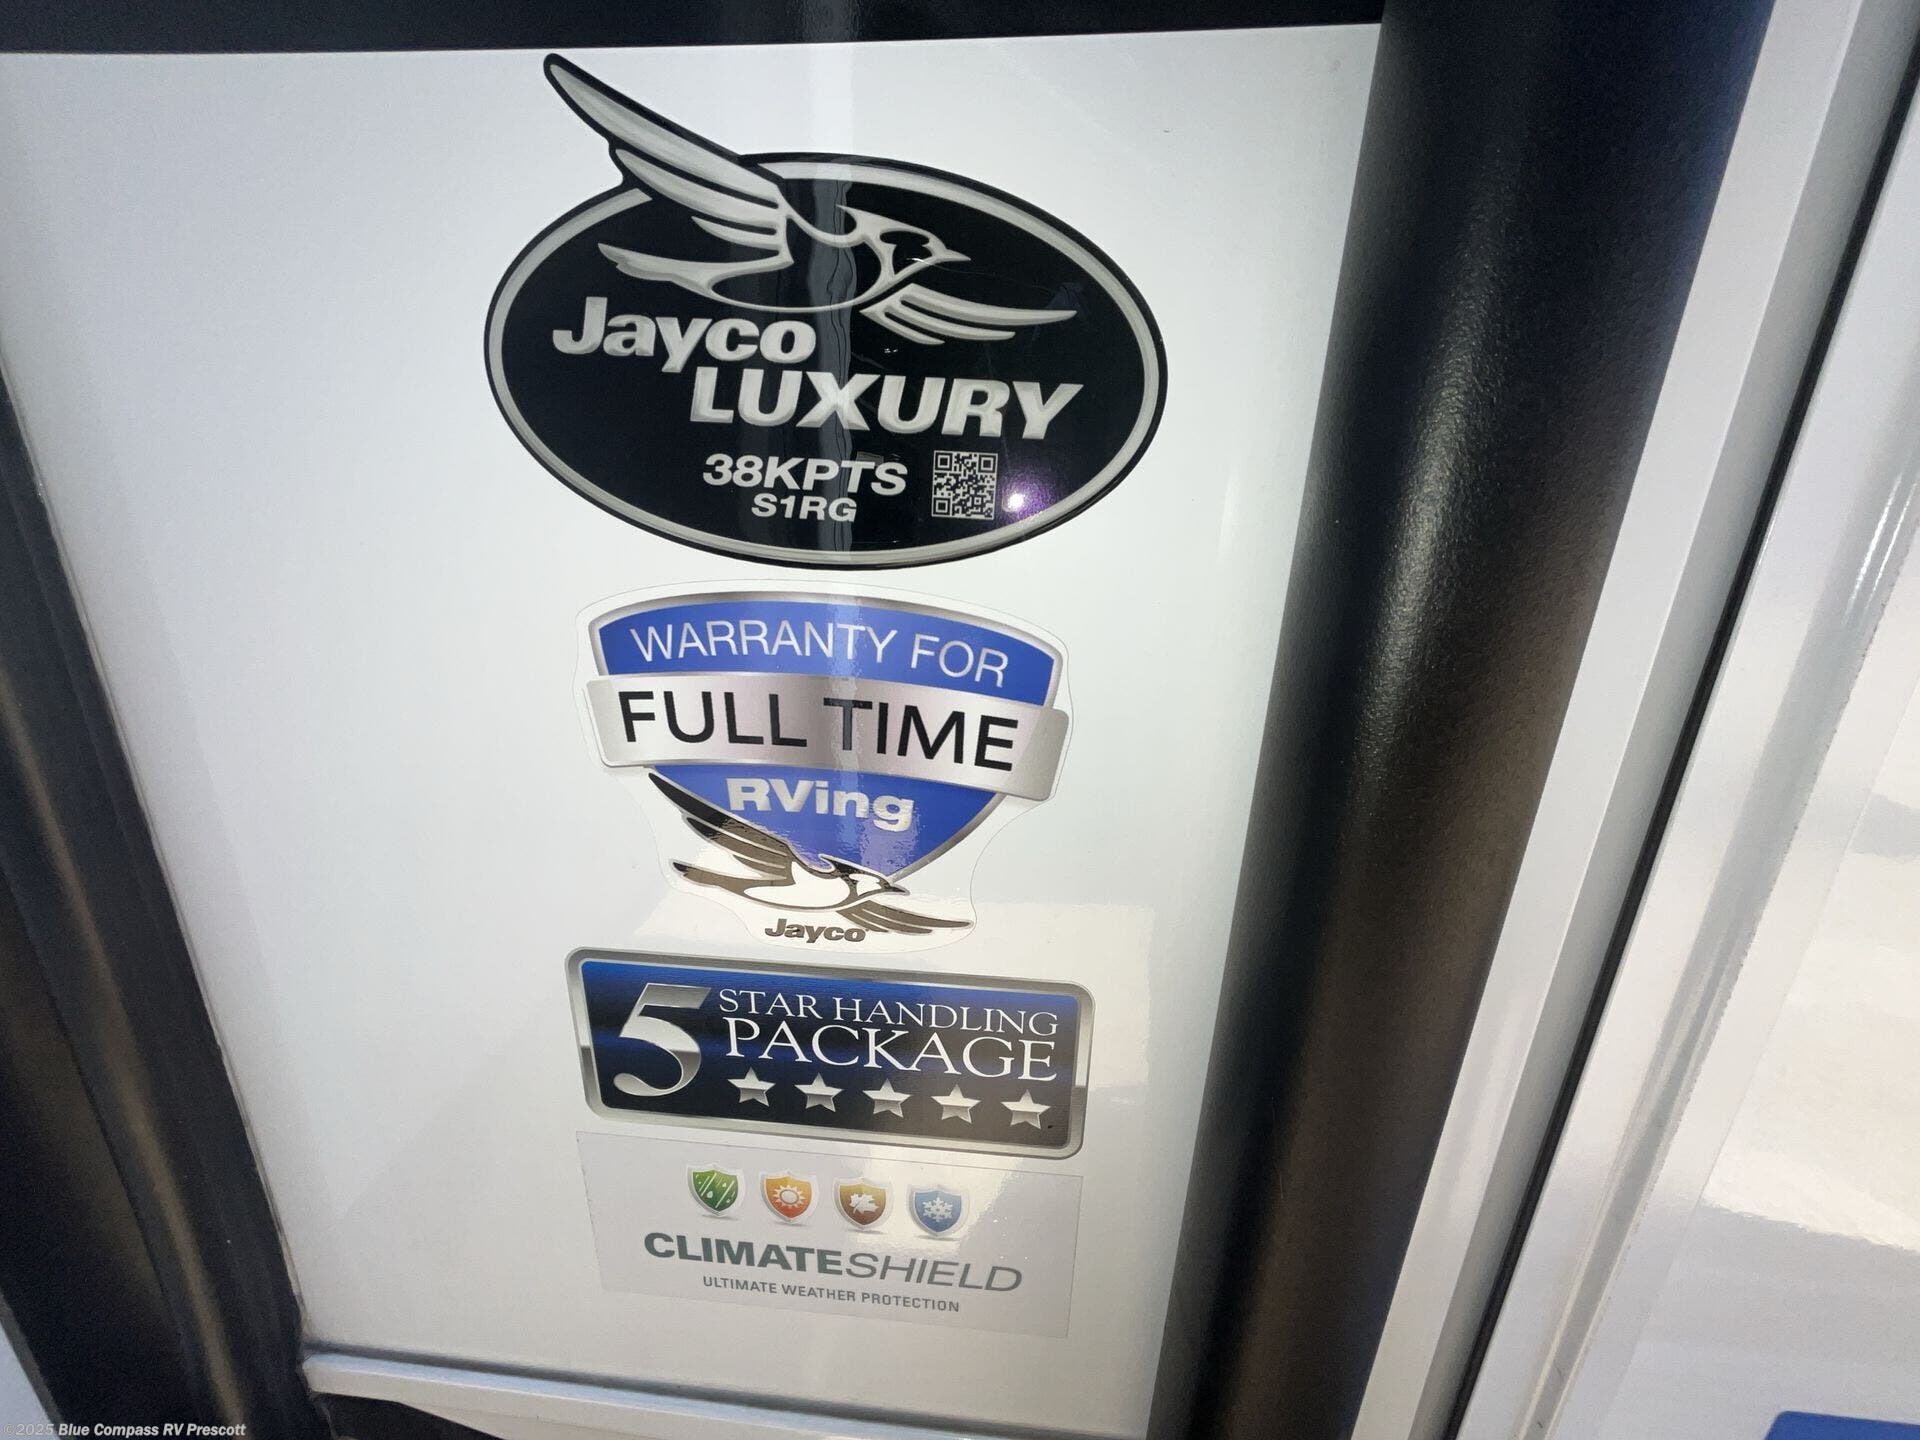 Jayco
LUXURY
38KPTS
S1RG
WARRANTY FOR
FULL TIME
RVing
Jayco
5 STAR HANDLING
PACKAGE
CLIMATESHIELD
ULTIMATE WEATHER PROTECTION
©2025 Blue Compass RV Prescott